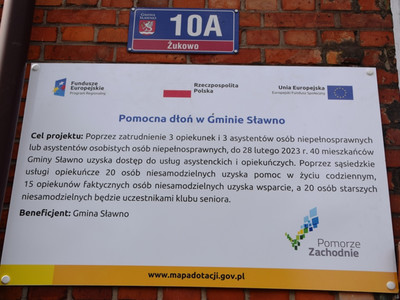 GMINA SŁAWNO
10A
Żukowo
Fundusze Europejskie Program Regionalny
Rzeczpospolita Polska
Unia Europejska Europejski Fundusz Społeczny
Pomocna dłoń w Gminie Sławno
Cel projektu: Poprzez zatrudnienie 3 opiekunek i 3 asystentów osób niepełnosprawnych
lub asystentów osobistych osób niepełnosprawnych, do 28 lutego 2023 r. 40 mieszkańców
Gminy Sławno uzyska dostęp do usług asystenckich i opiekuńczych. Poprzez sąsiedzkie
usługi opiekuńcze 20 osób niesamodzielnych uzyska pomoc w życiu codziennym,
15 opiekunów faktycznych osób niesamodzielnych uzyska wsparcie, a 20 osób starszych
niesamodzielnych będzie uczestnikami klubu seniora.
Beneficjent: Gmina Sławno
Pomorze
Zachodnie
www.mapadotacji.gov.pl